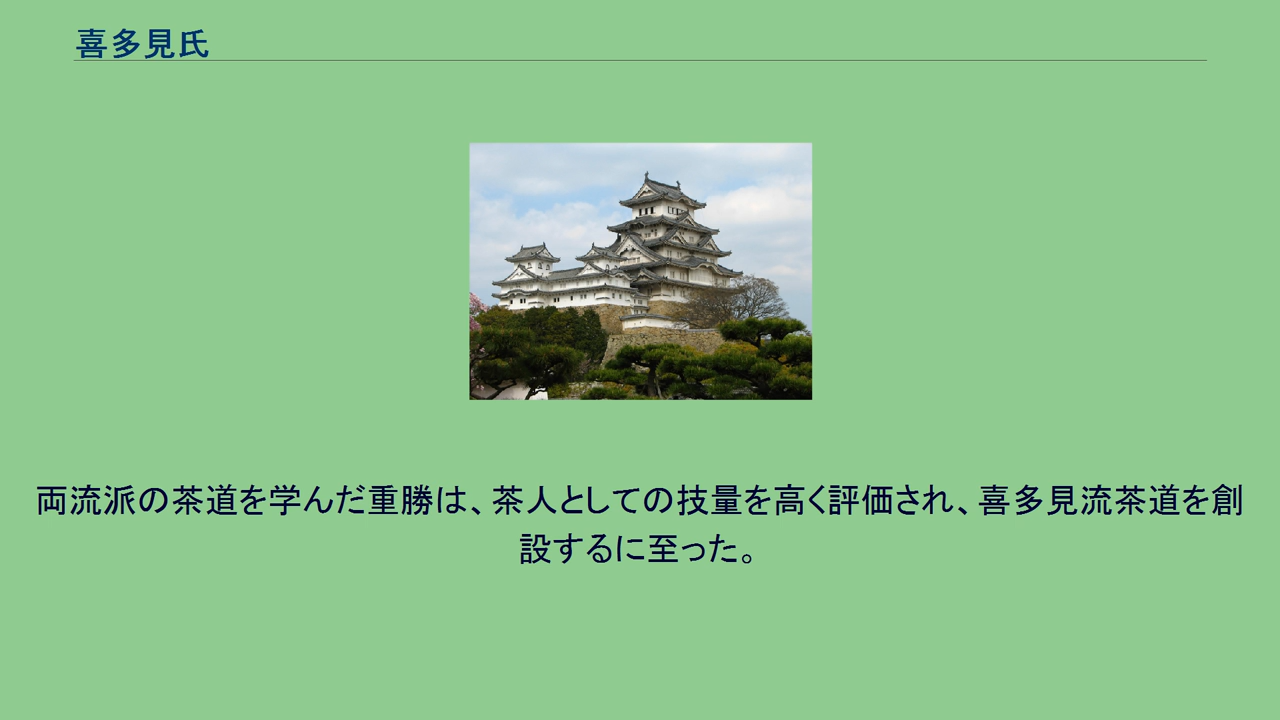 喜多見氏
両流派の茶道を学んだ重勝は、茶人としての技量を高く評価され、喜多見流茶道を創
設するに至った。